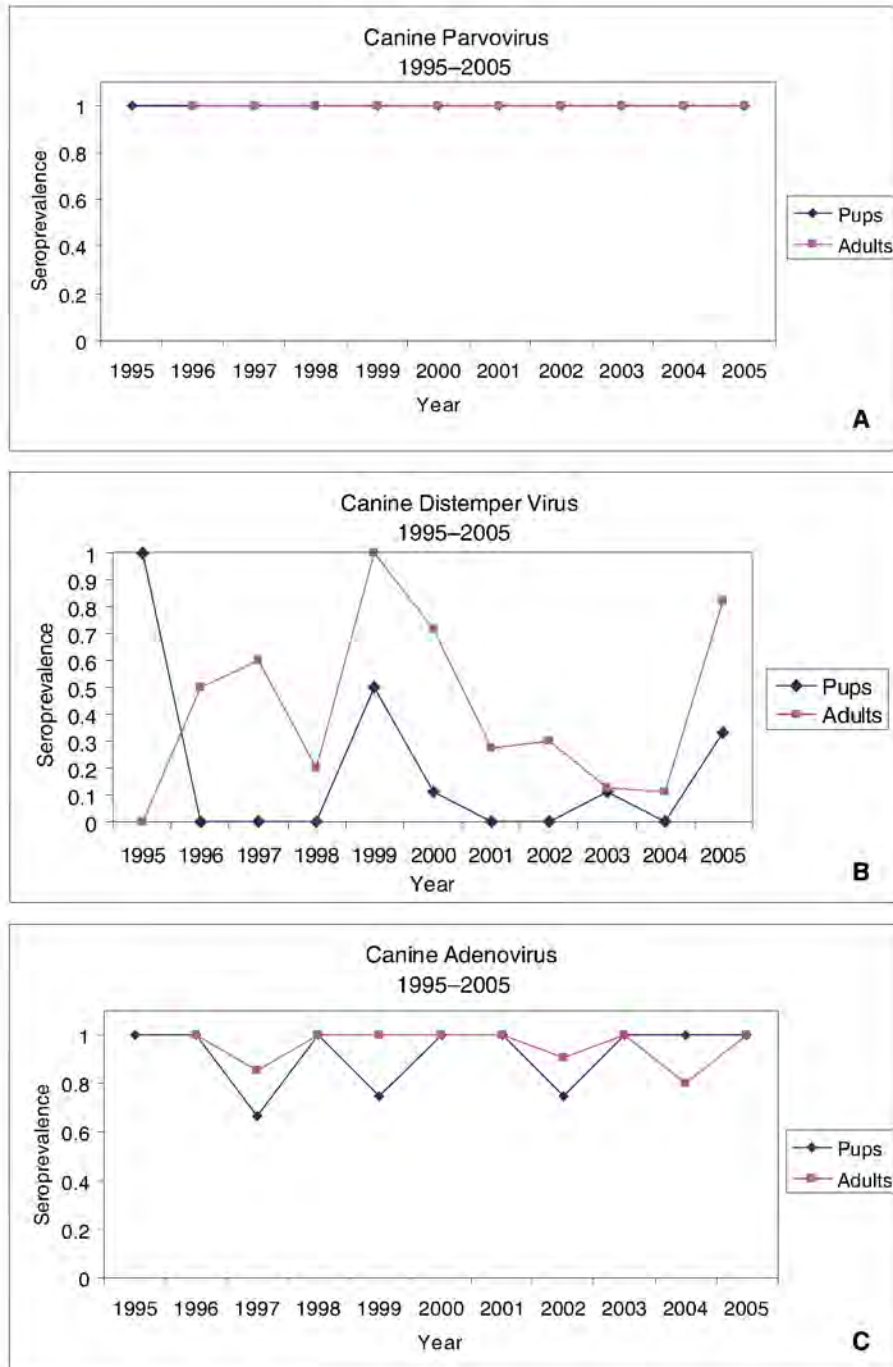 Canine Parvovirus
1995–2005
Seroprevalence
1
0.8
0.6
0.4
0.2
0
1995 1996 1997 1998 1999 2000 2001 2002 2003 2004 2005
Year
Pups
Adults
A
Canine Distemper Virus
1995–2005
Seroprevalence
1
0.9
0.8
0.7
0.6
0.5
0.4
0.3
0.2
0.1
0
1995 1996 1997 1998 1999 2000 2001 2002 2003 2004 2005
Year
Pups
Adults
B
Canine Adenovirus
1995–2005
Seroprevalence
1
0.8
0.6
0.4
0.2
0
1995 1996 1997 1998 1999 2000 2001 2002 2003 2004 2005
Year
Pups
Adults
C